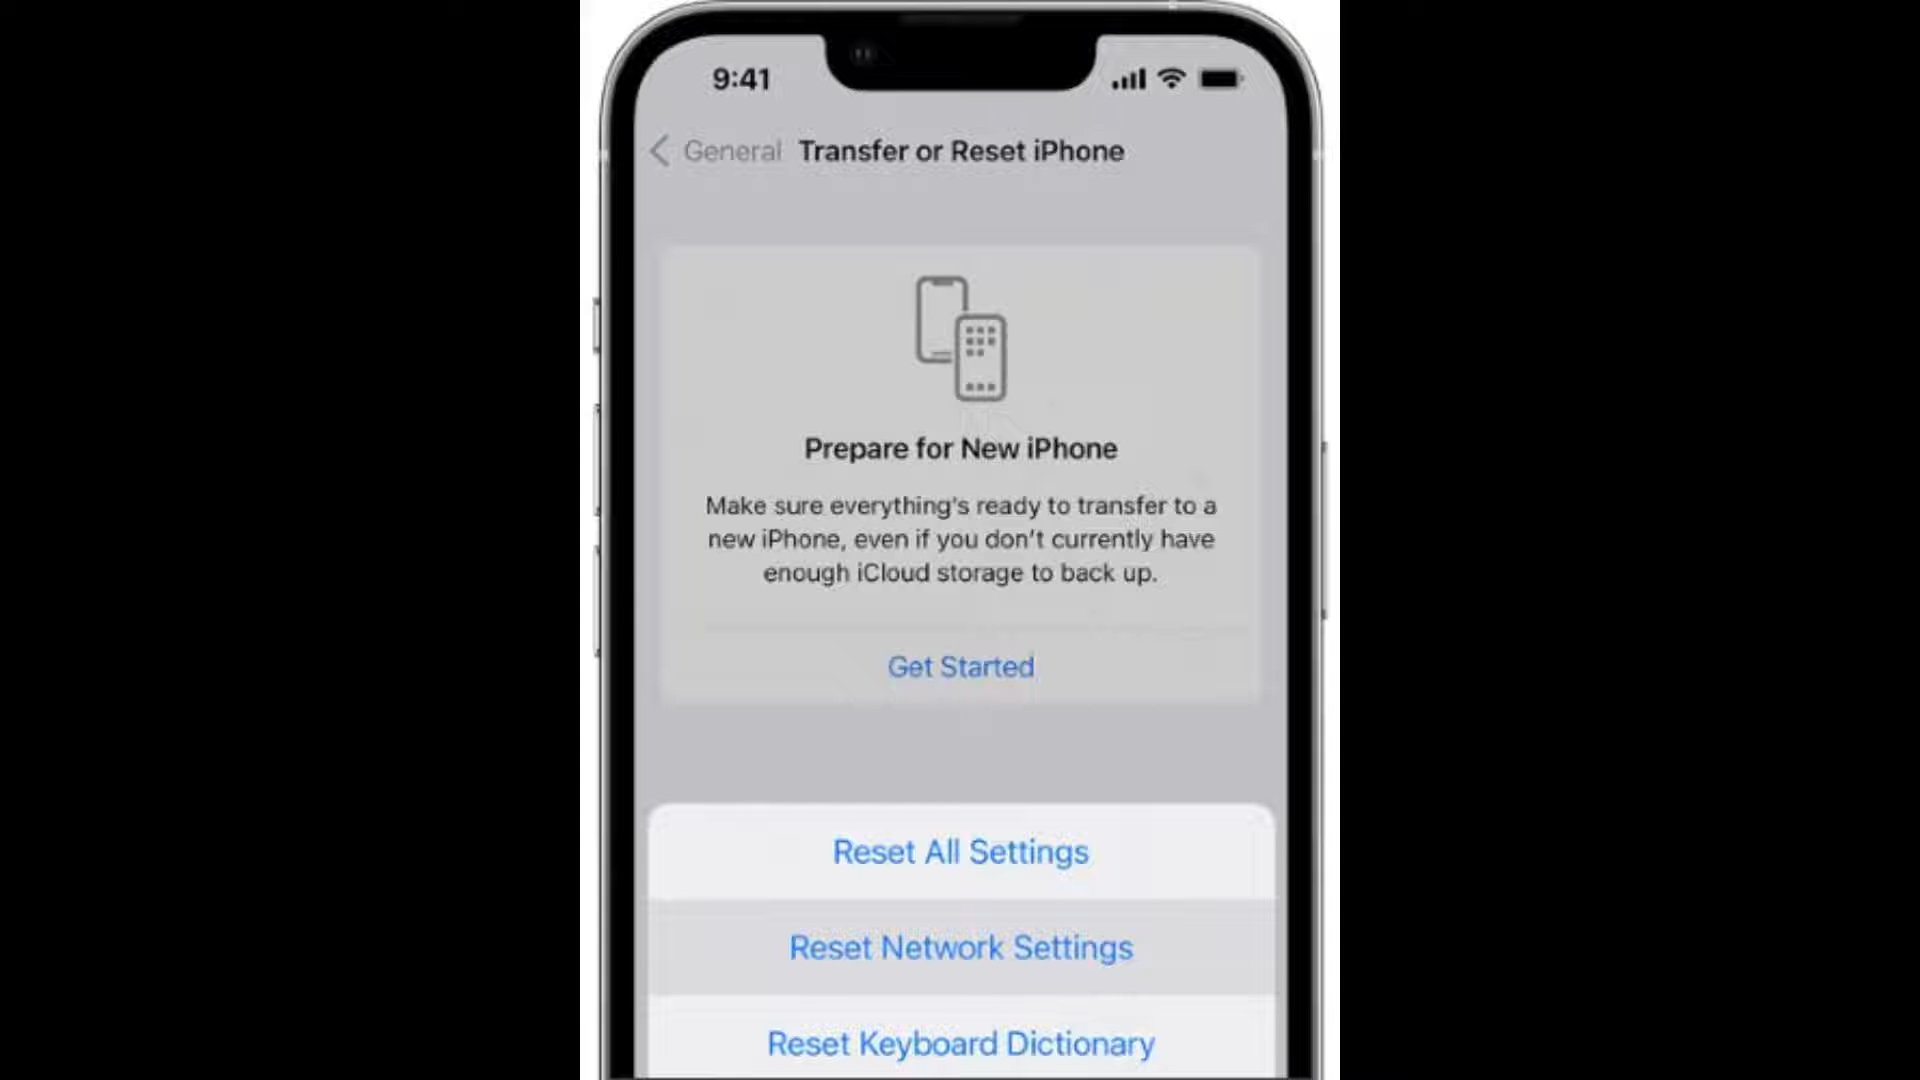 9:41
General Transfer or Reset iPhone
Prepare for New iPhone
Make sure everything's ready to transfer to a
new iPhone, even if you don't currently have
enough iCloud storage to back up.
Get Started
Reset All Settings
Reset Network Settings
Reset Keyboard Dictionary